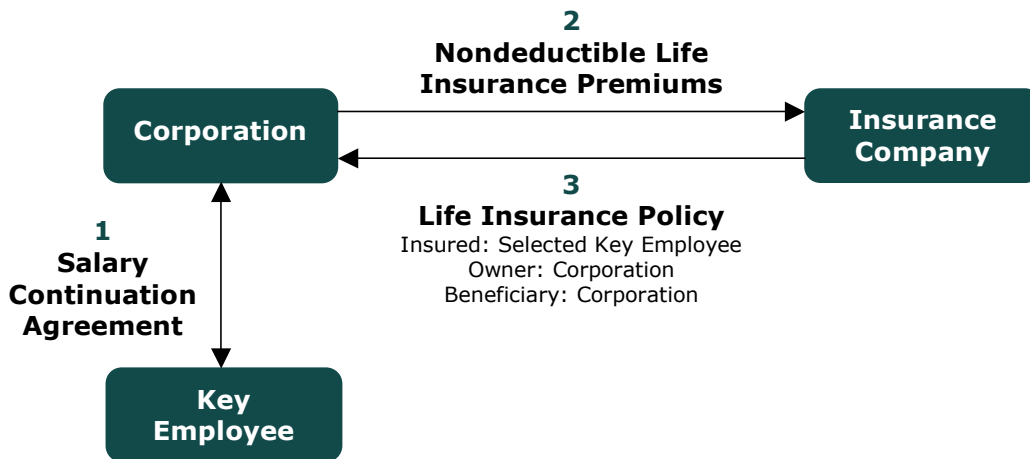 2
Nondeductible Life
Insurance Premiums
Corporation
Insurance
Company
3
Life Insurance Policy
Insured: Selected Key Employee
Owner: Corporation
Beneficiary: Corporation
1
Salary
Continuation
Agreement
Key
Employee